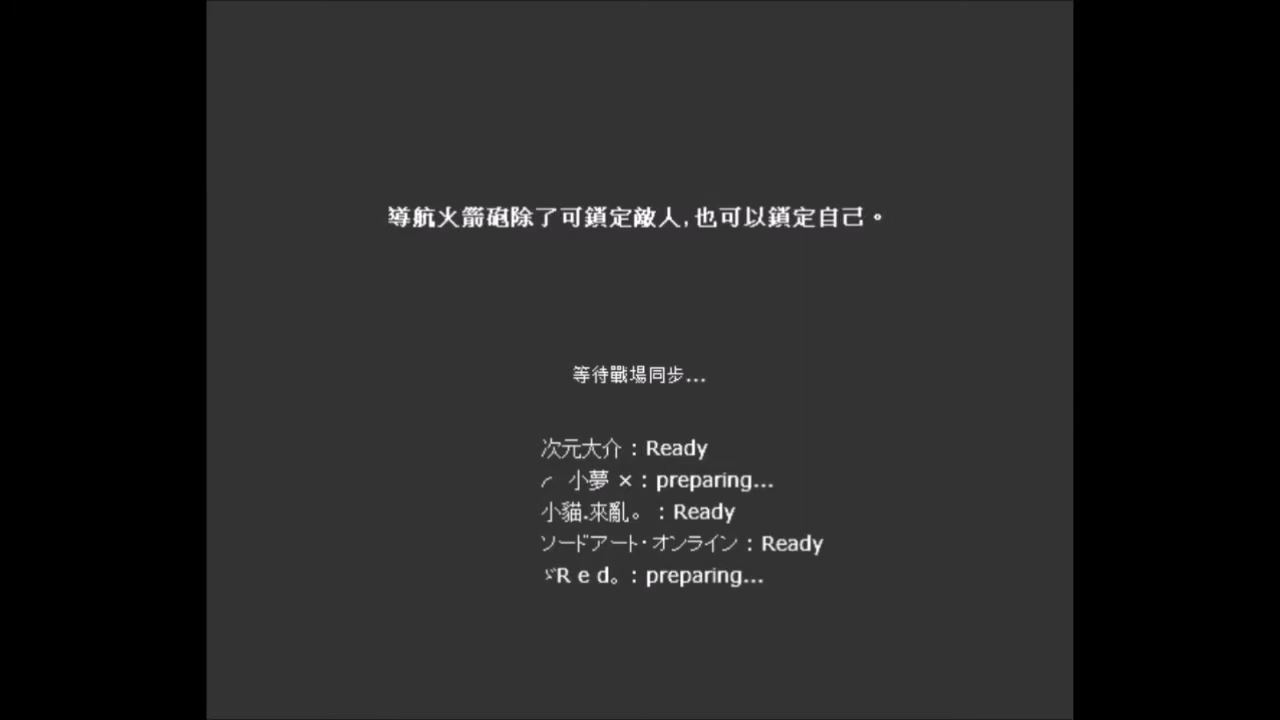 導航火箭砲除了可鎖定敵人,也可以鎖定自己。
等待戰場同步...
次元大介 : Ready
╭ 小夢 × : preparing...
小貓.來亂。 : Ready
ソードアート·オンライン : Ready
ヾR e d。 : preparing...